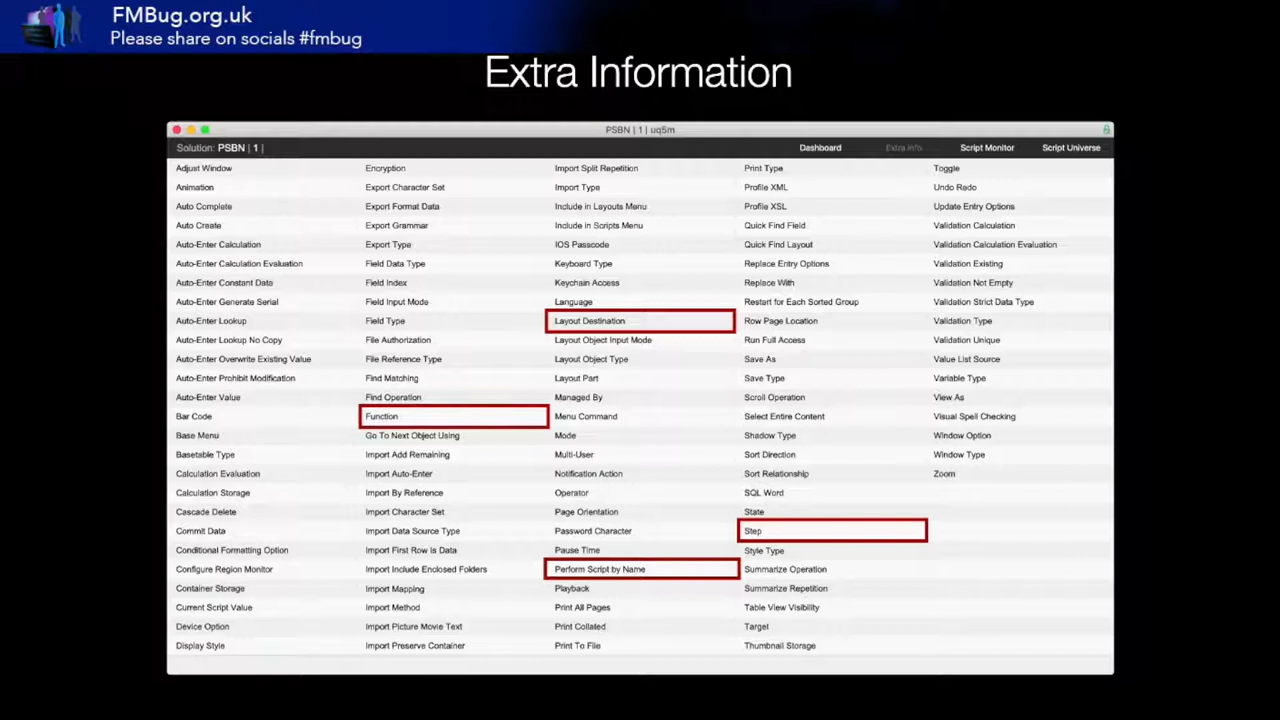 FMBug.org.uk
Please share on socials #fmbug
Extra Information
PSBN | 1 | uq5m
Solution: PSBN | 1 |
Dashboard
Extra Info
Script Monitor
Script Universe
Adjust Window
Animation
Auto Complete
Auto Create
Auto-Enter Calculation
Auto-Enter Calculation Evaluation
Auto-Enter Constant Data
Auto-Enter Generate Serial
Auto-Enter Lookup
Auto-Enter Lookup No Copy
Auto-Enter Overwrite Existing Value
Auto-Enter Prohibit Modification
Auto-Enter Value
Bar Code
Base Menu
Basetable Type
Calculation Evaluation
Calculation Storage
Cascade Delete
Commit Data
Conditional Formatting Option
Configure Region Monitor
Container Storage
Current Script Value
Device Option
Display Style
Encryption
Export Character Set
Export Format Data
Export Grammar
Export Type
Field Data Type
Field Index
Field Input Mode
Field Type
File Authorization
File Reference Type
Find Matching
Find Operation
Function
Go To Next Object Using
Import Add Remaining
Import Auto-Enter
Import By Reference
Import Character Set
Import Data Source Type
Import First Row Is Data
Import Include Enclosed Folders
Import Mapping
Import Method
Import Picture Movie Text
Import Preserve Container
Import Split Repetition
Import Type
Include in Layouts Menu
Include in Scripts Menu
IOS Passcode
Keyboard Type
Keychain Access
Language
Layout Destination
Layout Object Input Mode
Layout Object Type
Layout Part
Managed By
Menu Command
Mode
Multi-User
Notification Action
Operator
Page Orientation
Password Character
Pause Time
Perform Script by Name
Playback
Print All Pages
Print Collated
Print To File
Print Type
Profile XML
Profile XSL
Quick Find Field
Quick Find Layout
Replace Entry Options
Replace With
Restart for Each Sorted Group
Row Page Location
Run Full Access
Save As
Save Type
Scroll Operation
Select Entire Content
Shadow Type
Sort Direction
Sort Relationship
SQL Word
State
Step
Style Type
Summarize Operation
Summarize Repetition
Table View Visibility
Target
Thumbnail Storage
Toggle
Undo Redo
Update Entry Options
Validation Calculation
Validation Calculation Evaluation
Validation Existing
Validation Not Empty
Validation Strict Data Type
Validation Type
Validation Unique
Value List Source
Variable Type
View As
Visual Spell Checking
Window Option
Window Type
Zoom